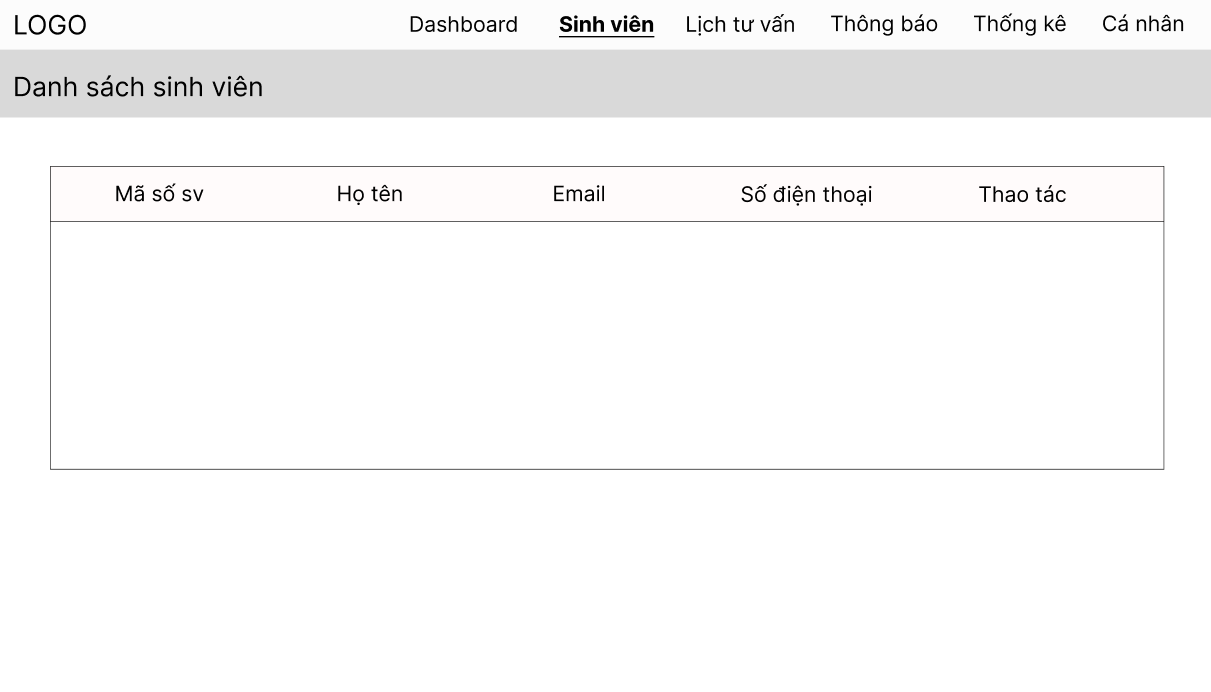 LOGO Dashboard Sinh viên Lịch tư vấn Thông báo Thống kê Cá nhân
Danh sách sinh viên
Mã số sv Họ tên Email Số điện thoại Thao tác